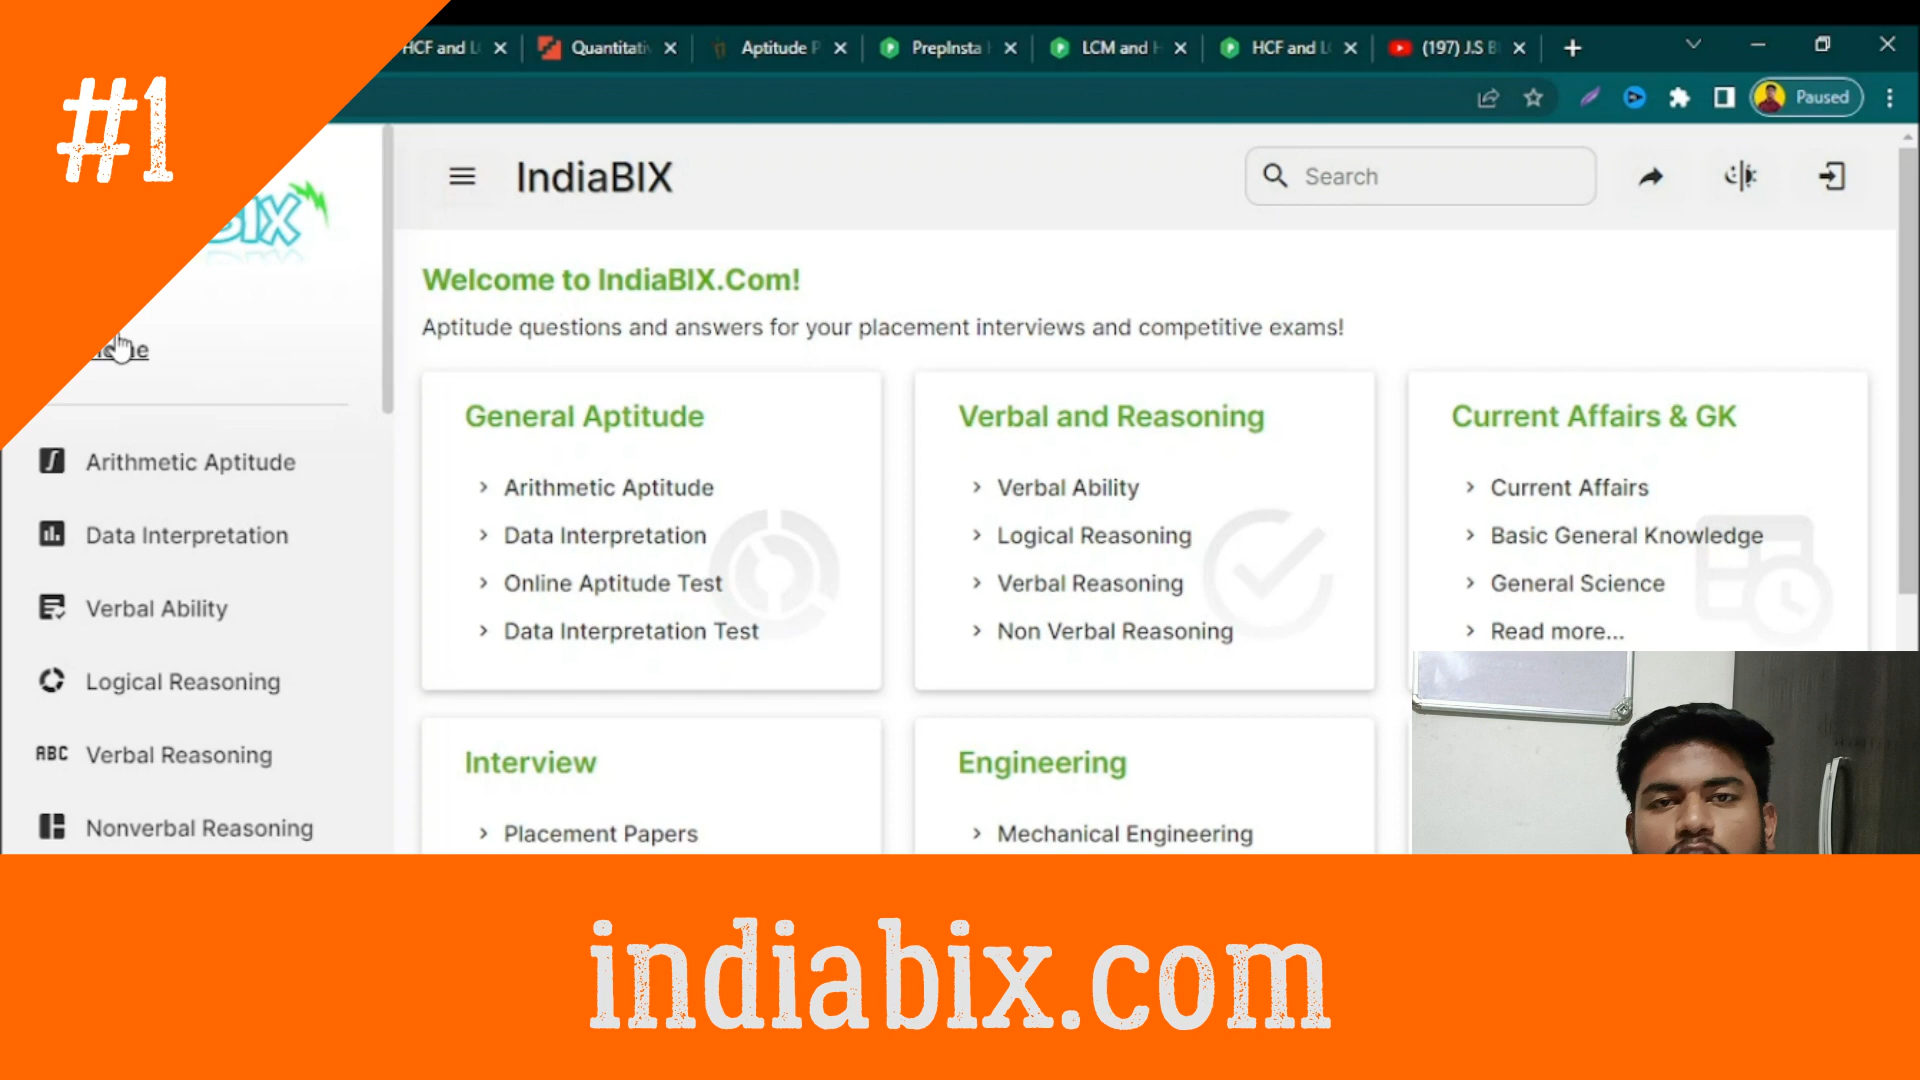 #1
HCF and L
Quantitati
Aptitude P
PrepInsta
LCM and H
HCF and L
(197) J.S B
Paused
BIX
IndiaBIX
Search
Welcome to IndiaBIX.Com!
Aptitude questions and answers for your placement interviews and competitive exams!
Arithmetic Aptitude
Data Interpretation
Verbal Ability
Logical Reasoning
ABC
Verbal Reasoning
Nonverbal Reasoning
General Aptitude
Arithmetic Aptitude
Data Interpretation
Online Aptitude Test
Data Interpretation Test
Verbal and Reasoning
Verbal Ability
Logical Reasoning
Verbal Reasoning
Non Verbal Reasoning
Current Affairs & GK
Current Affairs
Basic General Knowledge
General Science
Read more...
Interview
Placement Papers
Engineering
Mechanical Engineering
indiabix.com